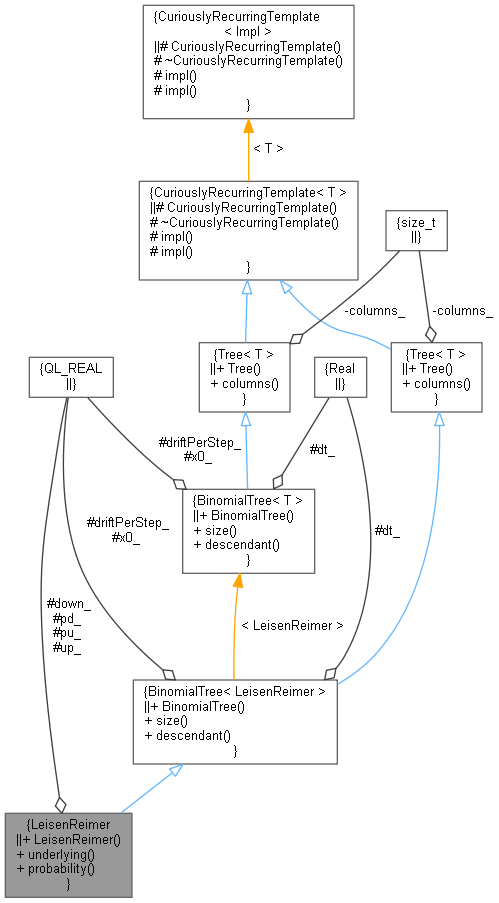 {CuriouslyRecurringTemplate
< Impl >
||# CuriouslyRecurringTemplate()
# ~CuriouslyRecurringTemplate()
# impl()
# impl()
}
< T >
{CuriouslyRecurringTemplate< T >
||# CuriouslyRecurringTemplate()
# ~CuriouslyRecurringTemplate()
# impl()
# impl()
}
{size_t
||}
-columns_
-columns_
{QL_REAL
||}
{Tree< T >
||+ Tree()
+ columns()
}
{Real
||}
{Tree< T >
||+ Tree()
+ columns()
}
#driftPerStep_
#x0_
#dt_
{BinomialTree< T >
||+ BinomialTree()
+ size()
+ descendant()
}
#driftPerStep_
#x0_
#dt_
#down_
#pd_
#pu_
#up_
< LeisenReimer >
{BinomialTree< LeisenReimer >
||+ BinomialTree()
+ size()
+ descendant()
}
{LeisenReimer
||+ LeisenReimer()
+ underlying()
+ probability()
}